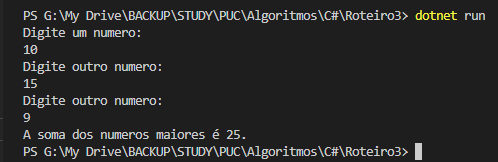 PS G:\My Drive\BACKUP\STUDY\PUC\Algoritmos\C#\Roteiro3> dotnet run
Digite um numero:
10
Digite outro numero:
15
Digite outro numero:
9
A soma dos numeros maiores é 25.
PS G:\My Drive\BACKUP\STUDY\PUC\Algoritmos\C#\Roteiro3>